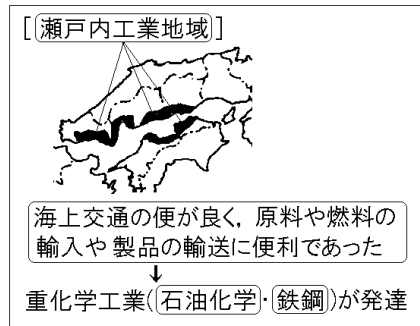 [瀬戸内工業地域]
海上交通の便が良く，原料や燃料の
輸入や製品の輸送に便利であった
↓
重化学工業(石油化学・鉄鋼)が発達